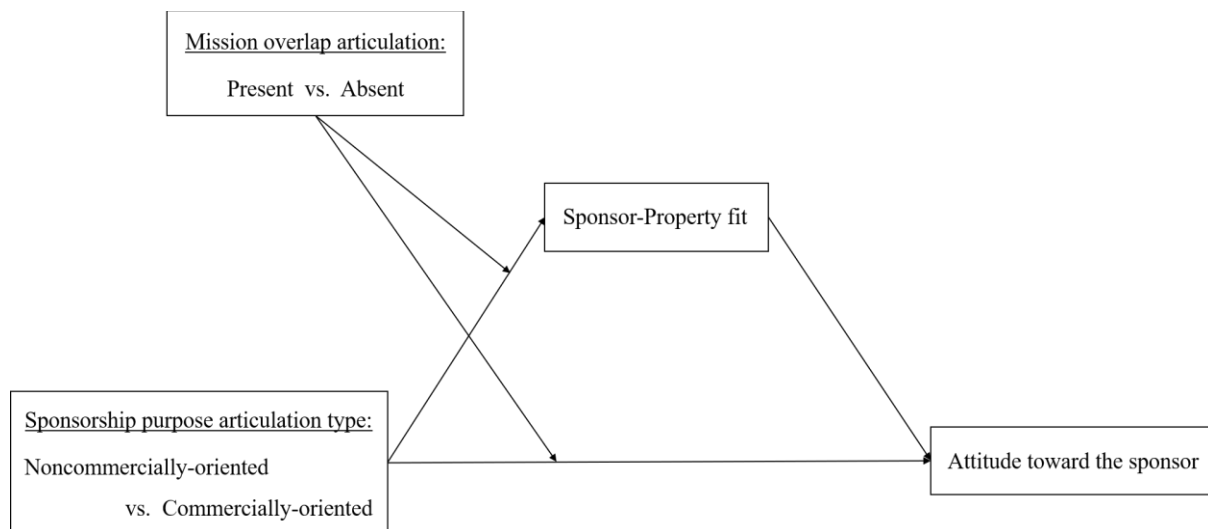 Mission overlap articulation:
Present vs. Absent
Sponsor-Property fit
Sponsorship purpose articulation type:
Noncommercially-oriented
vs. Commercially-oriented
Attitude toward the sponsor